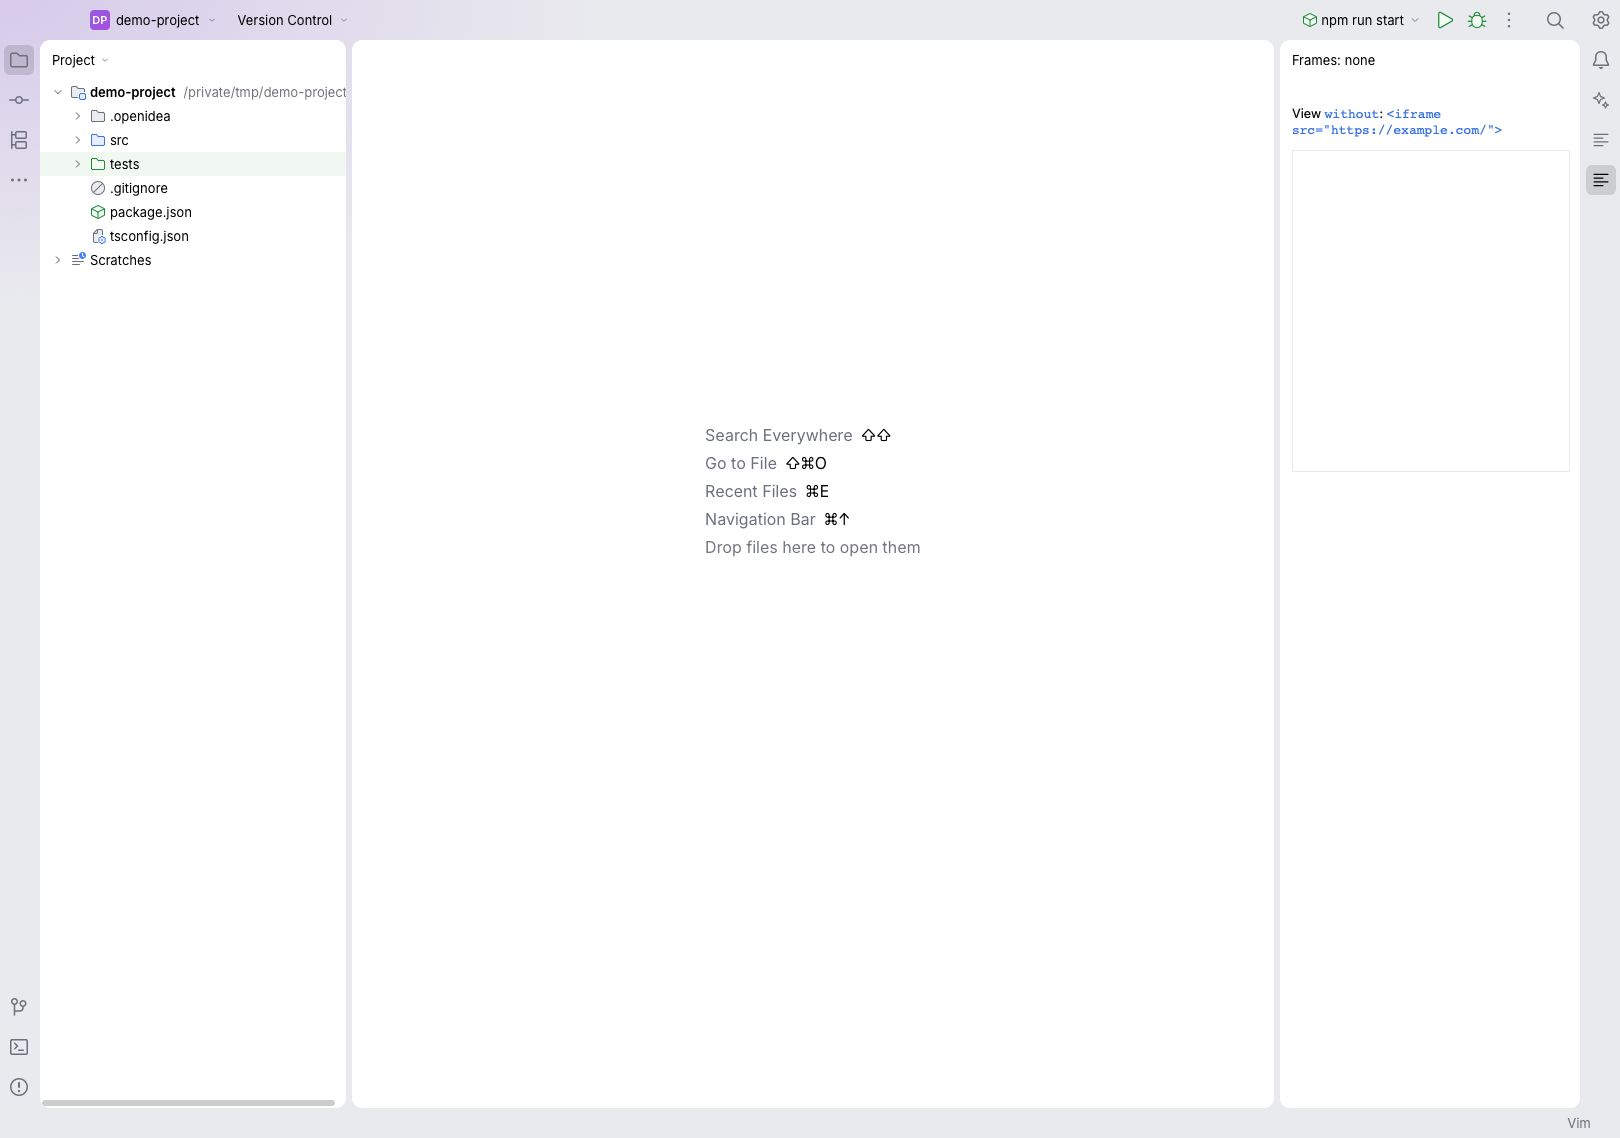 DP demo-project Version Control npm run start
Project
demo-project /private/tmp/demo-project
.openidea
src
tests
.gitignore
package.json
tsconfig.json
Scratches
Search Everywhere ⇧⇧
Go to File ⇧⌘O
Recent Files ⌘E
Navigation Bar ⌘↑
Drop files here to open them
Frames: none
View without: <iframe
src="https://example.com/">
Vim